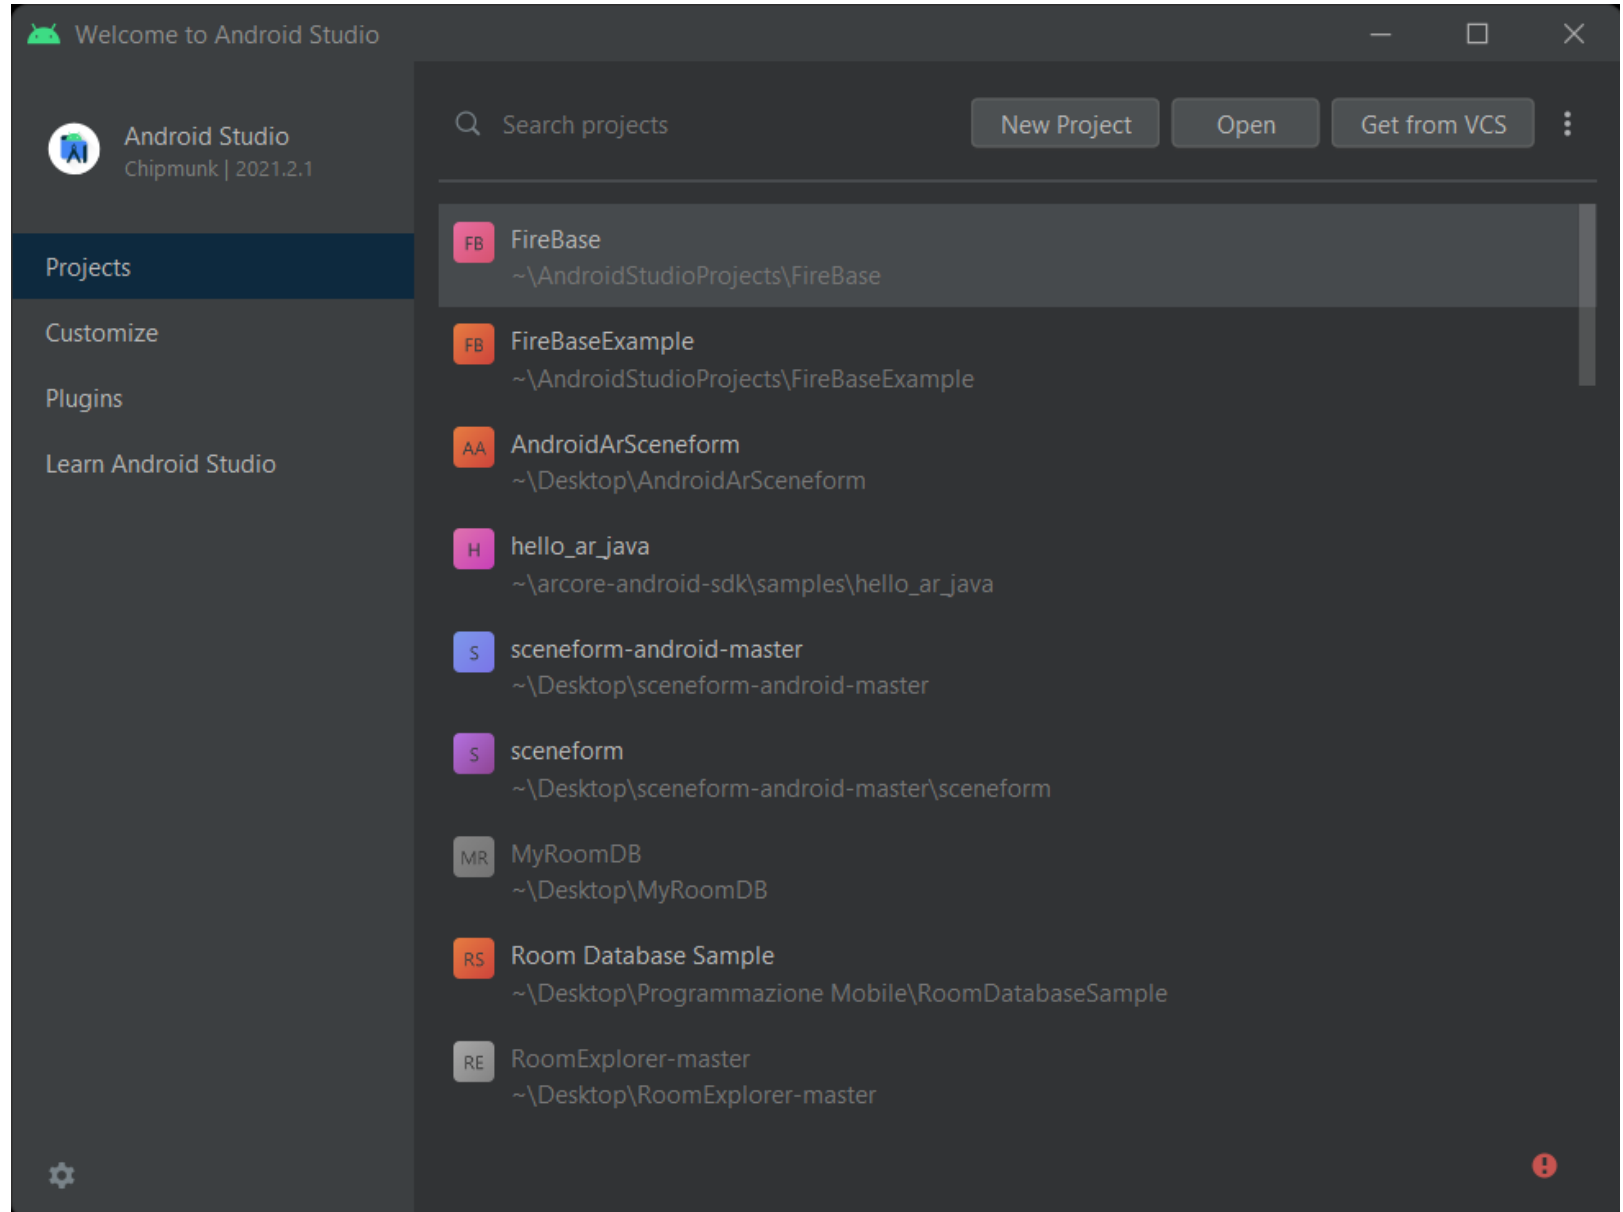 Welcome to Android Studio
Android Studio
Chipmunk | 2021.2.1
Projects
Customize
Plugins
Learn Android Studio
Search projects
New Project
Open
Get from VCS
FB
FireBase
~\AndroidStudioProjects\FireBase
FB
FireBaseExample
~\AndroidStudioProjects\FireBaseExample
AA
AndroidArSceneform
~\Desktop\AndroidArSceneform
H
hello_ar_java
~\arcore-android-sdk\samples\hello_ar_java
S
sceneform-android-master
~\Desktop\sceneform-android-master
S
sceneform
~\Desktop\sceneform-android-master\sceneform
MR
MyRoomDB
~\Desktop\MyRoomDB
RS
Room Database Sample
~\Desktop\Programmazione Mobile\RoomDatabaseSample
RE
RoomExplorer-master
~\Desktop\RoomExplorer-master